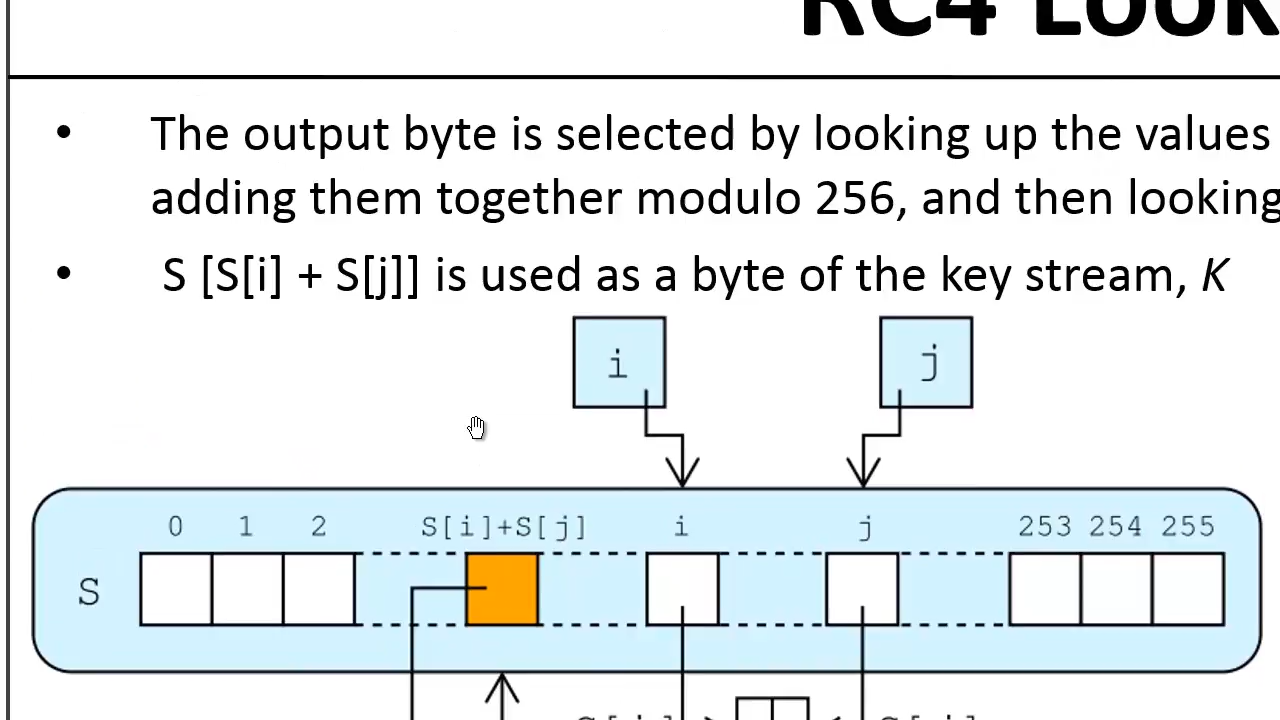 RC4 Look
• The output byte is selected by looking up the values
adding them together modulo 256, and then looking
• S [S[i] + S[j]] is used as a byte of the key stream, K
i j
0 1 2 S[i]+S[j] i j 253 254 255
S
S[i] S[j]